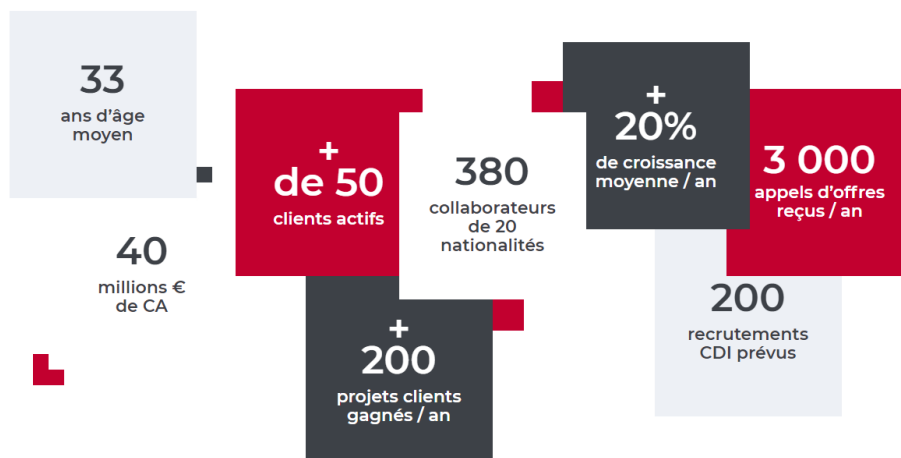 33
ans d'âge
moyen
40
millions €
de CA
+
de 50
clients actifs
+
200
projets clients
gagnés / an
380
collaborateurs
de 20
nationalités
+
20%
de croissance
moyenne / an
3 000
appels d'offres
reçus / an
200
recrutements
CDI prévus